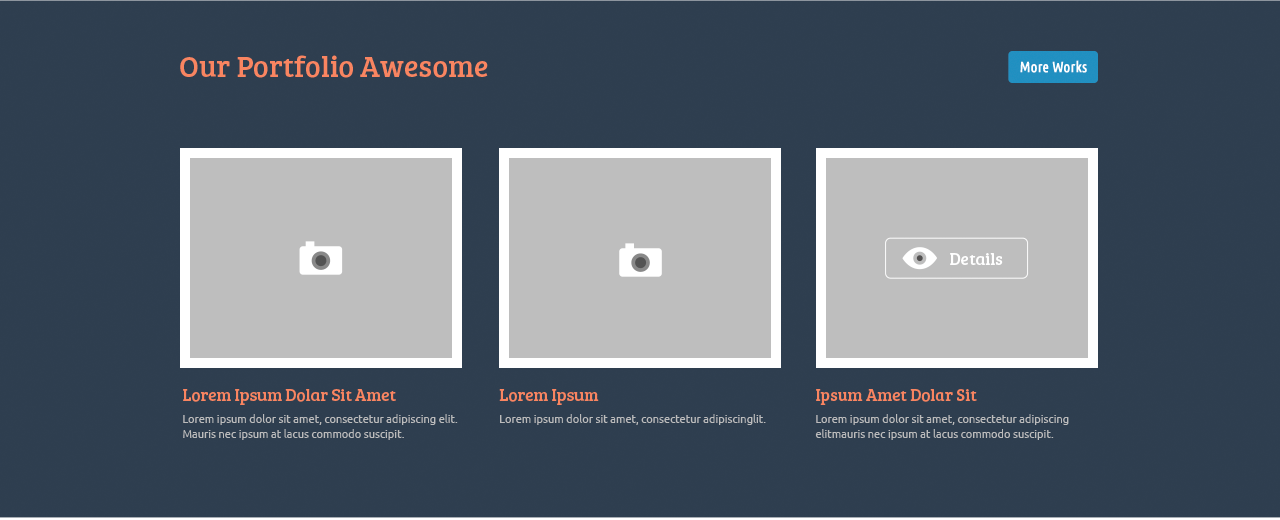 Our Portfolio Awesome
More Works
Details
Lorem Ipsum Dolar Sit Amet
Lorem ipsum dolor sit amet, consectetur adipiscing elit.
Mauris nec ipsum at lacus commodo suscipit.
Lorem Ipsum
Lorem ipsum dolor sit amet, consectetur adipiscinglit.
Ipsum Amet Dolar Sit
Lorem ipsum dolor sit amet, consectetur adipiscing
elitmauris nec ipsum at lacus commodo suscipit.